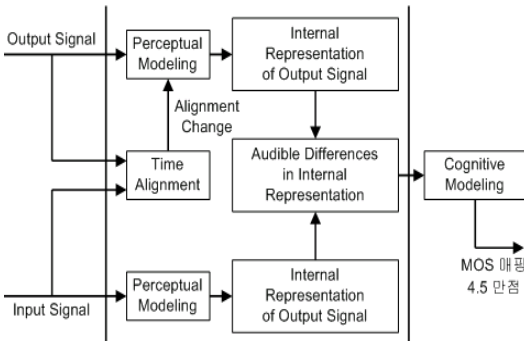 Output Signal
Perceptual
Modeling
Internal
Representation
of Output Signal
Alignment
Change
Time
Alignment
Audible Differences
in Internal
Representation
Cognitive
Modeling
MOS 매핑
4.5 만점
Input Signal
Perceptual
Modeling
Internal
Representation
of Output Signal